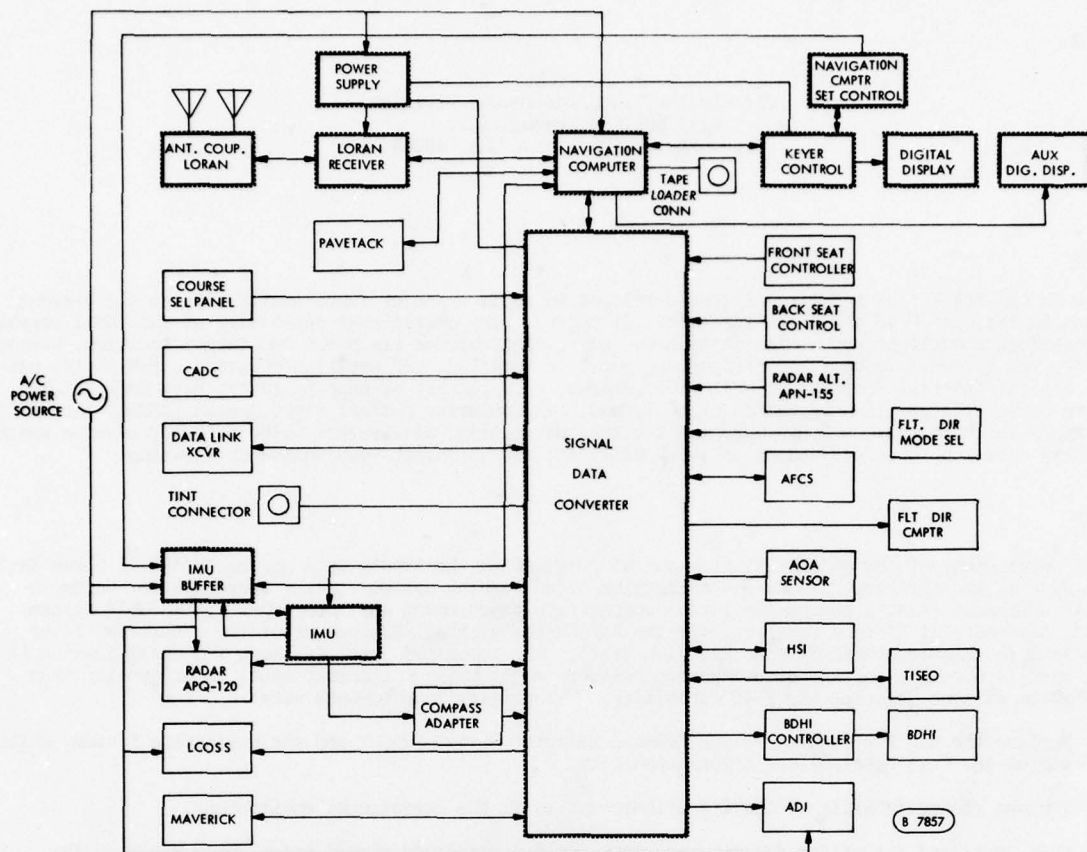 POWER
SUPPLY
NAVIGATION
CMPTR
SET CONTROL
ANT. COUP.
LORAN
LORAN
RECEIVER
NAVIGATION
COMPUTER
KEYER
CONTROL
DIGITAL
DISPLAY
AUX
DIG. DISP.
TAPE
LOADER
CONN
PAVETACK
FRONT SEAT
CONTROLLER
COURSE
SEL PANEL
BACK SEAT
CONTROL
CADC
RADAR ALT.
APN-155
A/C
POWER
SOURCE
FLT. DIR
MODE SEL
DATA LINK
XCVR
SIGNAL
DATA
CONVERTER
AFCS
TINT
CONNECTOR
FLT DIR
CMPTR
IMU
BUFFER
AOA
SENSOR
IMU
HSI
RADAR
APQ-120
TISEO
COMPASS
ADAPTER
LCOSS
BDHI
CONTROLLER
BDHI
MAVERICK
ADI
B 7857